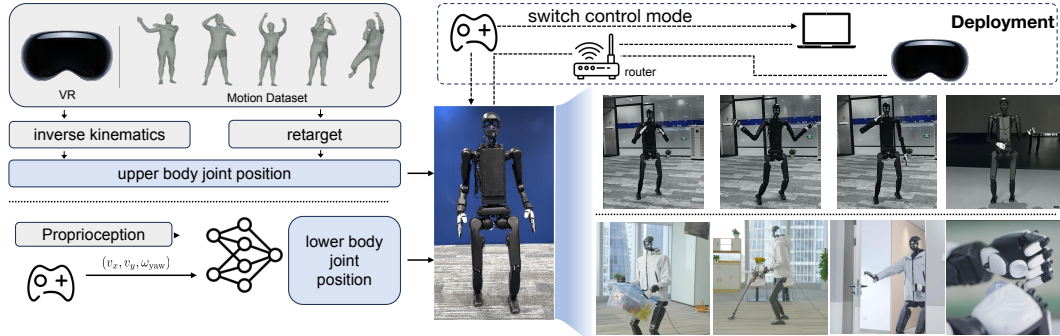 VR
Motion Dataset
inverse kinematics
retarget
upper body joint position
Proprioception
(v_x, v_y, ω_yaw)
lower body
joint
position
switch control mode
Deployment
router